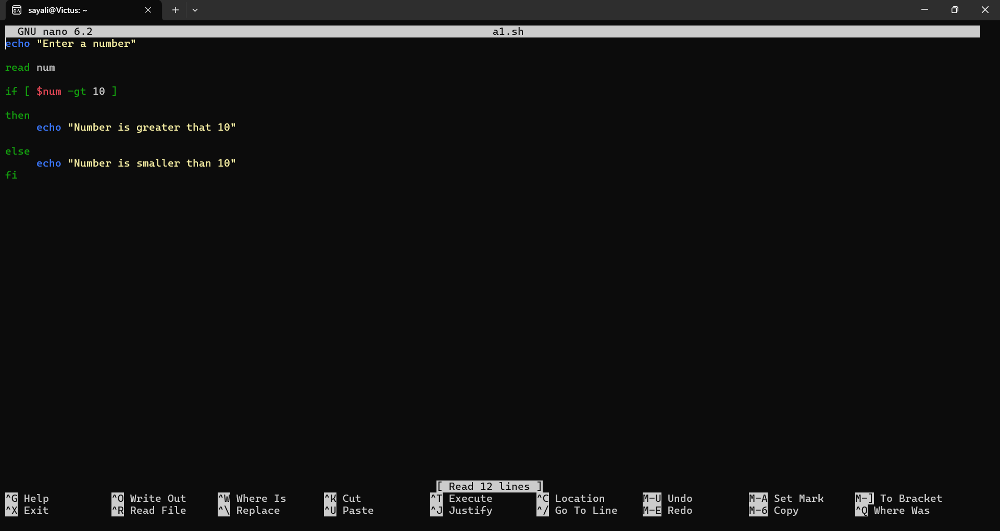 sayali@Victus: ~
GNU nano 6.2 a1.sh
echo "Enter a number"
read num
if [ $num -gt 10 ]
then
echo "Number is greater that 10"
else
echo "Number is smaller than 10"
fi
[ Read 12 lines ]
^G Help ^O Write Out ^W Where Is ^K Cut ^T Execute ^C Location M-U Undo M-A Set Mark M-] To Bracket
^X Exit ^R Read File ^\ Replace ^U Paste ^J Justify ^/ Go To Line M-E Redo M-6 Copy ^Q Where Was